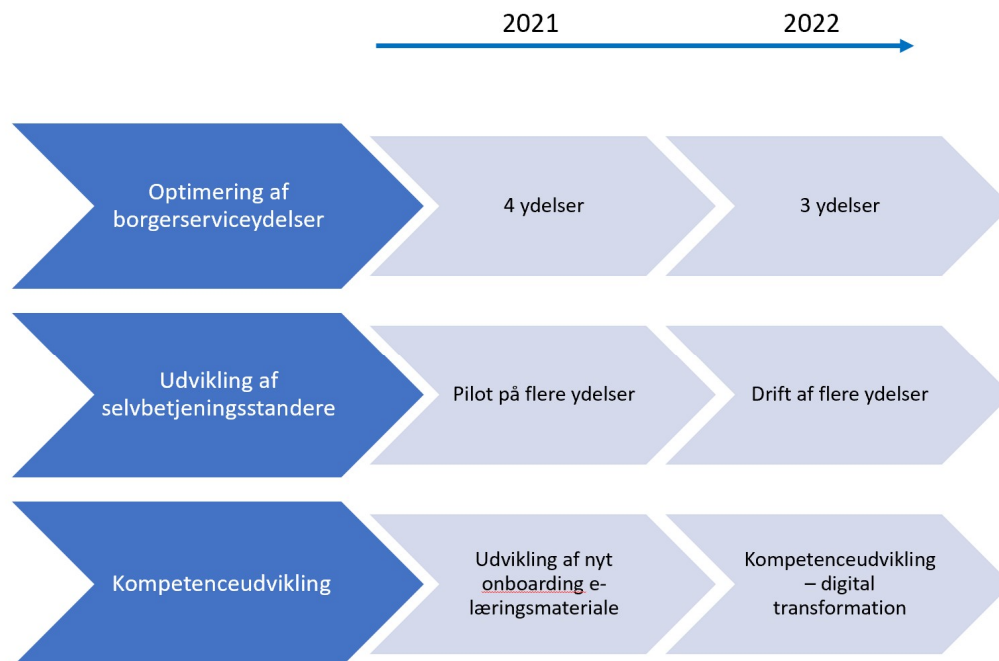 2021
2022
Optimering af
borgerserviceydelser
4 ydelser
3 ydelser
Udvikling af
selvbetjeningsstandere
Pilot på flere ydelser
Drift af flere ydelser
Kompetenceudvikling
Udvikling af nyt
onboarding e-
læringsmateriale
Kompetenceudvikling
– digital
transformation